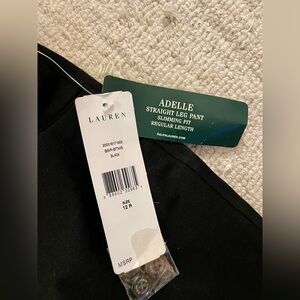 LAUREN
BLACK
SIZE
12 R
MSRP
ADELLE
STRAIGHT LEG PANT
SLIMMING FIT
REGULAR LENGTH
RALPHLAUREN.COM